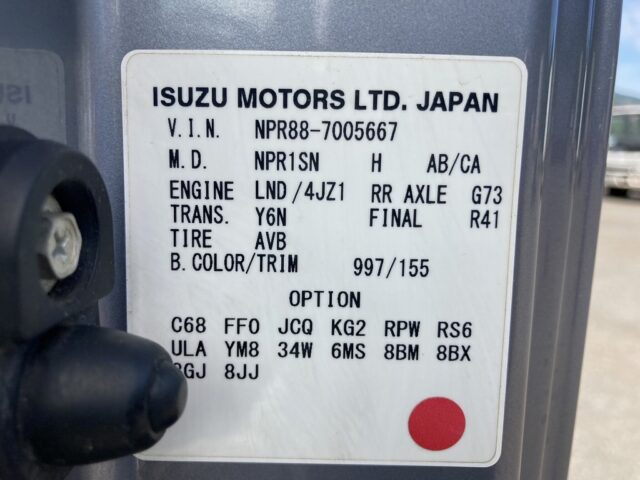 ISUZU MOTORS LTD. JAPAN
V.I.N. NPR88-7005667
M.D. NPR1SN H AB/CA
ENGINE LND/4JZ1 RR AXLE G73
TRANS. Y6N FINAL R41
TIRE AVB
B.COLOR/TRIM 997/155
OPTION
C68 FF0 JCQ KG2 RPW RS6
ULA YM8 34W 6MS 8BM 8BX
8JJ